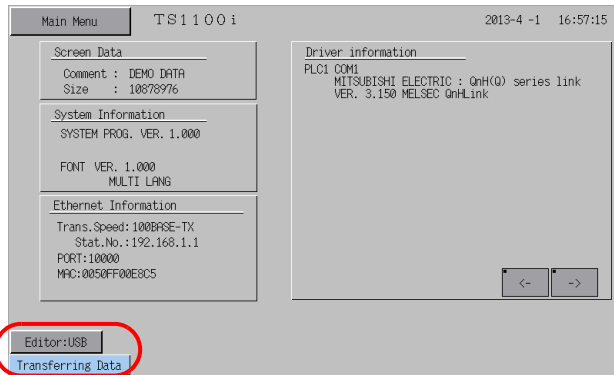 Main Menu
TS1100i
2013-4 -1 16:57:15
Screen Data
Comment : DEMO DATA
Size : 10878976
System Information
SYSTEM PROG. VER. 1.000
FONT VER. 1.000
MULTI LANG
Ethernet Information
Trans.Speed:100BASE-TX
Stat.No.:192.168.1.1
PORT:10000
MAC:0050FF00E8C5
Driver information
PLC1 COM1
MITSUBISHI ELECTRIC : QnH(Q) series link
VER. 3.150 MELSEC QnHLink
<- ->
Editor:USB
Transferring Data